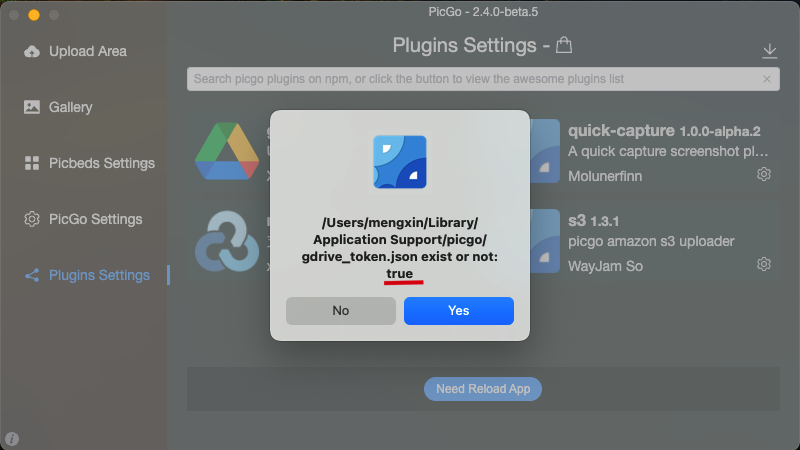 PicGo - 2.4.0-beta.5
Upload Area
Gallery
Picbeds Settings
PicGo Settings
Plugins Settings
Plugins Settings -
Search picgo plugins on npm, or click the button to view the awesome plugins list
quick-capture 1.0.0-alpha.2
A quick capture screenshot pl...
Molunerfinn
s3 1.3.1
picgo amazon s3 uploader
WayJam So
/Users/mengxin/Library/
Application Support/picgo/
gdrive_token.json exist or not:
true
No
Yes
Need Reload App